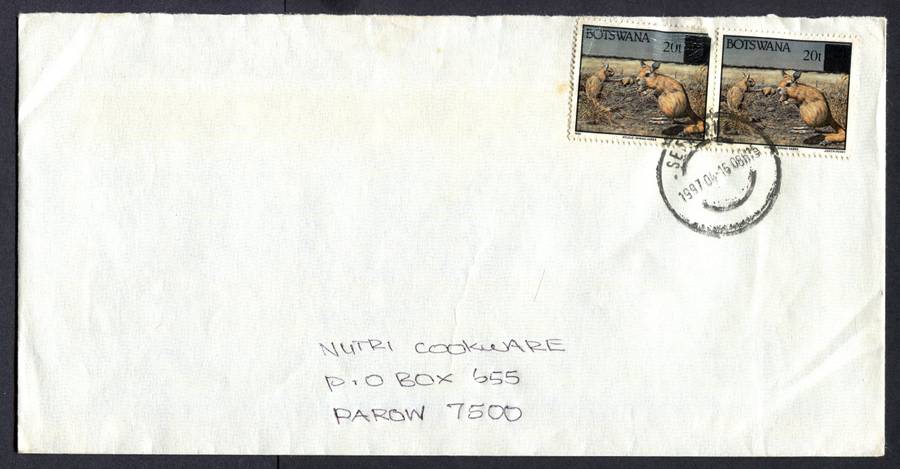 BOTSWANA
20t
BOTSWANA
20t
1997-04-16
NUTRI COOKWARE
P.O BOX 655
PAROW 7500